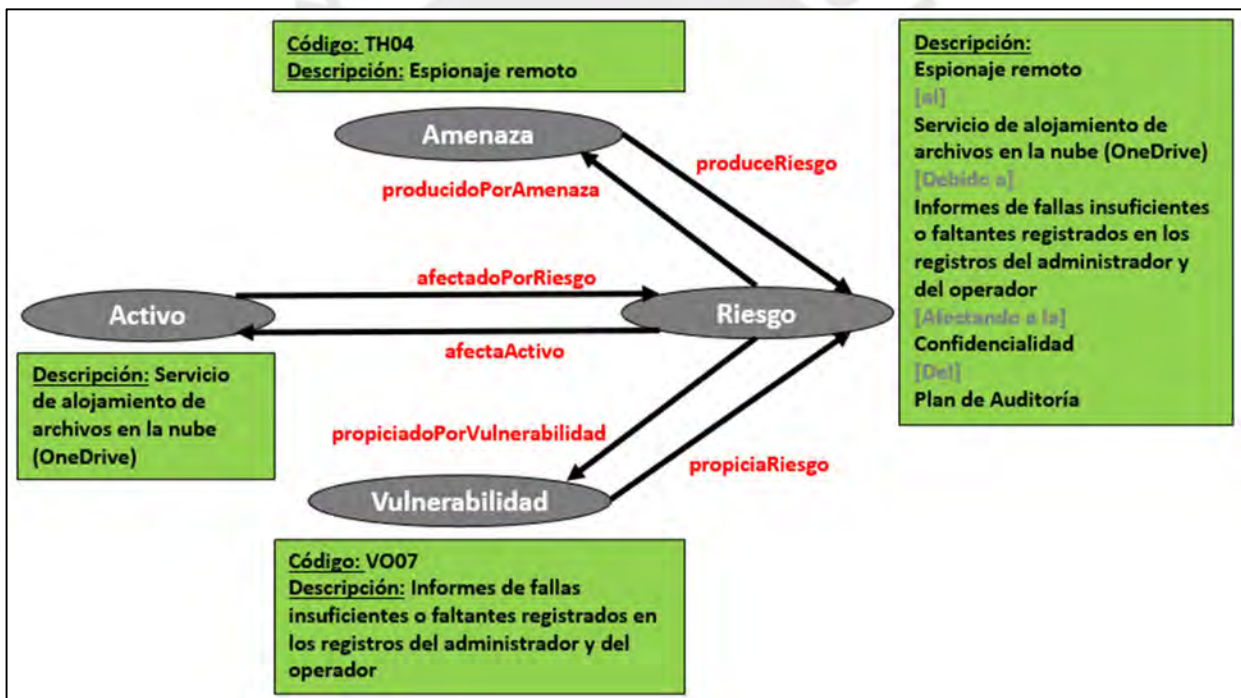 Código: TH04
Descripción: Espionaje remoto
Amenaza
produceRiesgo
producidoPorAmenaza
afectadoPorRiesgo
Activo
Riesgo
afectaActivo
Descripción: Servicio
de alojamiento de
archivos en la nube
(OneDrive)
propiciadoPorVulnerabilidad
propiciaRiesgo
Vulnerabilidad
Código: VO07
Descripción: Informes de fallas
insuficientes o faltantes registrados en
los registros del administrador y del
operador
Descripción:
Espionaje remoto
[al]
Servicio de alojamiento de
archivos en la nube (OneDrive)
[Debido a]
Informes de fallas insuficientes
o faltantes registrados en los
registros del administrador y
del operador
[Afectando a la]
Confidencialidad
[Del]
Plan de Auditoría